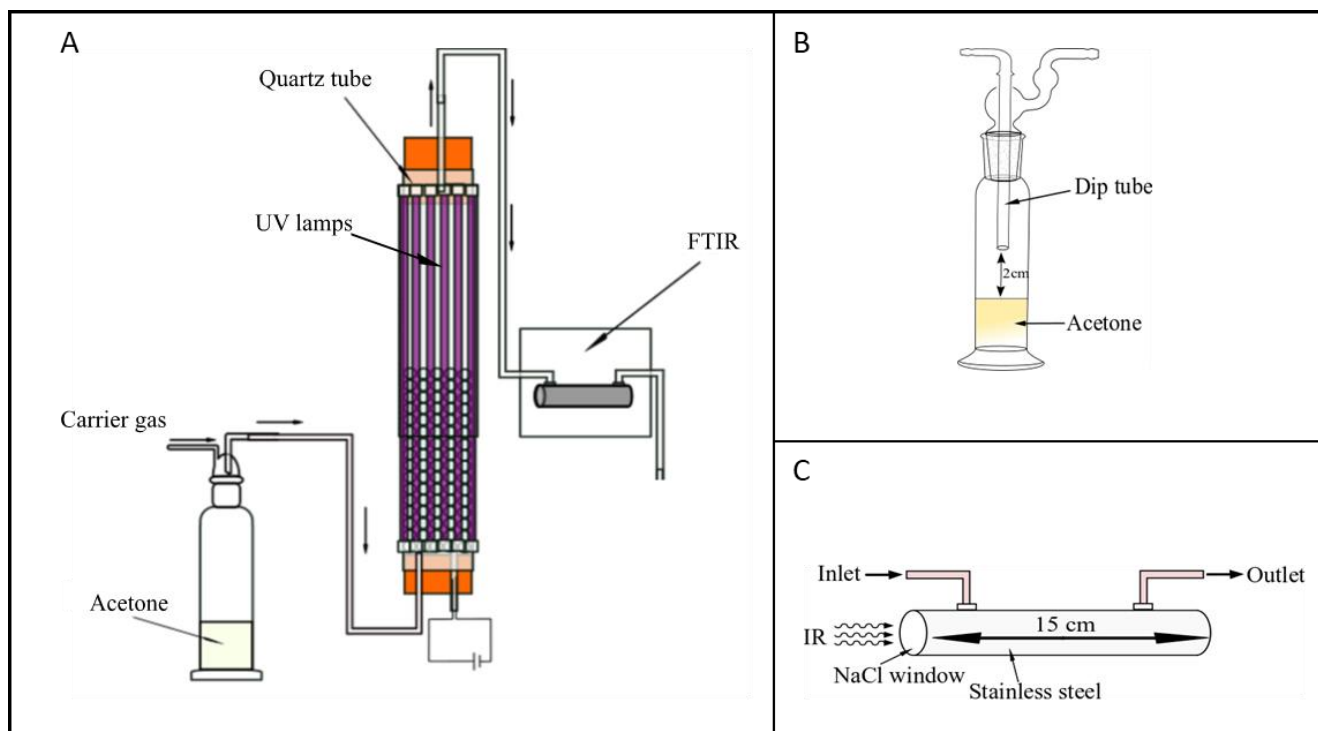 A
Quartz tube
UV lamps
FTIR
Carrier gas
Acetone
B
Dip tube
2cm
Acetone
C
Inlet
Outlet
15 cm
IR
NaCl window
Stainless steel